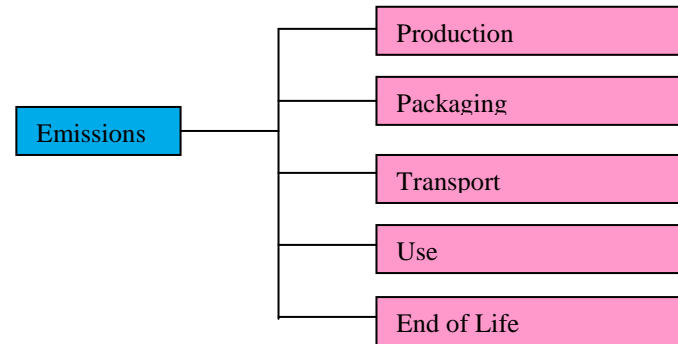 Production
Packaging
Emissions
Transport
Use
End of Life